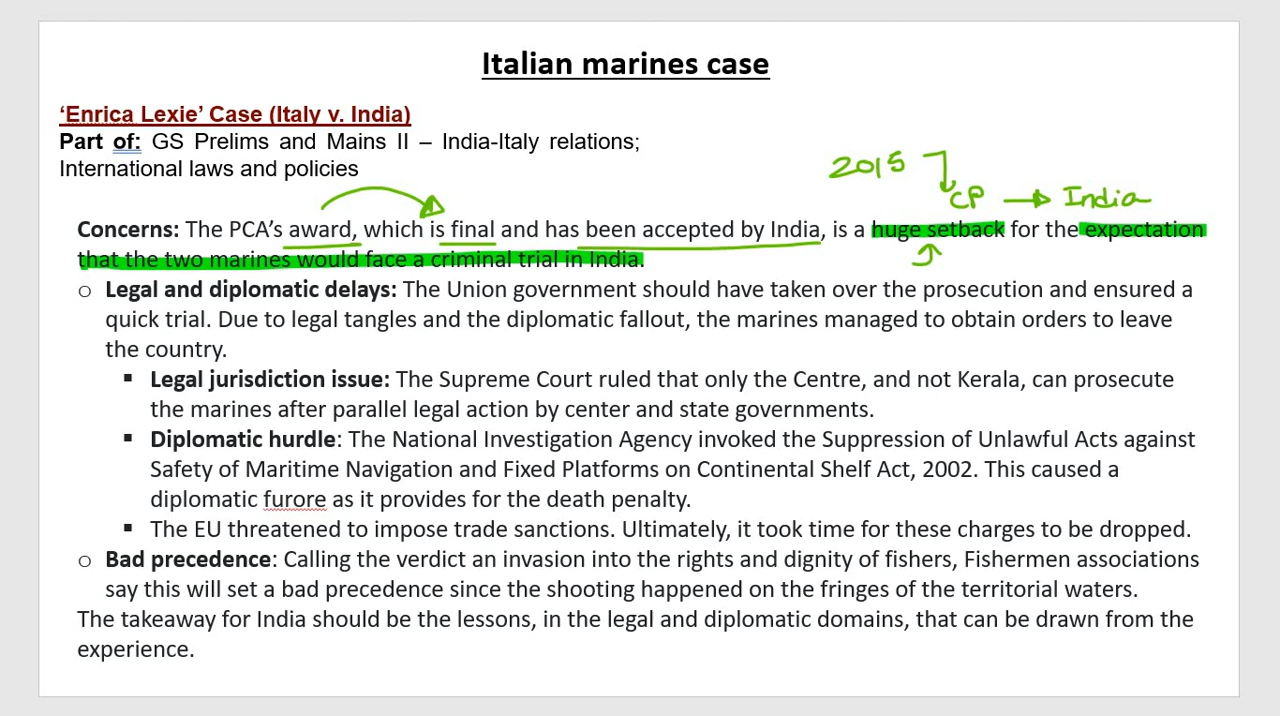 Italian marines case
‘Enrica Lexie’ Case (Italy v. India)
Part of: GS Prelims and Mains II – India-Italy relations;
International laws and policies
2015
CP → India
Concerns: The PCA’s award, which is final and has been accepted by India, is a huge setback for the expectation
that the two marines would face a criminal trial in India.
o Legal and diplomatic delays: The Union government should have taken over the prosecution and ensured a
quick trial. Due to legal tangles and the diplomatic fallout, the marines managed to obtain orders to leave
the country.
▪ Legal jurisdiction issue: The Supreme Court ruled that only the Centre, and not Kerala, can prosecute
the marines after parallel legal action by center and state governments.
▪ Diplomatic hurdle: The National Investigation Agency invoked the Suppression of Unlawful Acts against
Safety of Maritime Navigation and Fixed Platforms on Continental Shelf Act, 2002. This caused a
diplomatic furore as it provides for the death penalty.
▪ The EU threatened to impose trade sanctions. Ultimately, it took time for these charges to be dropped.
o Bad precedence: Calling the verdict an invasion into the rights and dignity of fishers, Fishermen associations
say this will set a bad precedence since the shooting happened on the fringes of the territorial waters.
The takeaway for India should be the lessons, in the legal and diplomatic domains, that can be drawn from the
experience.